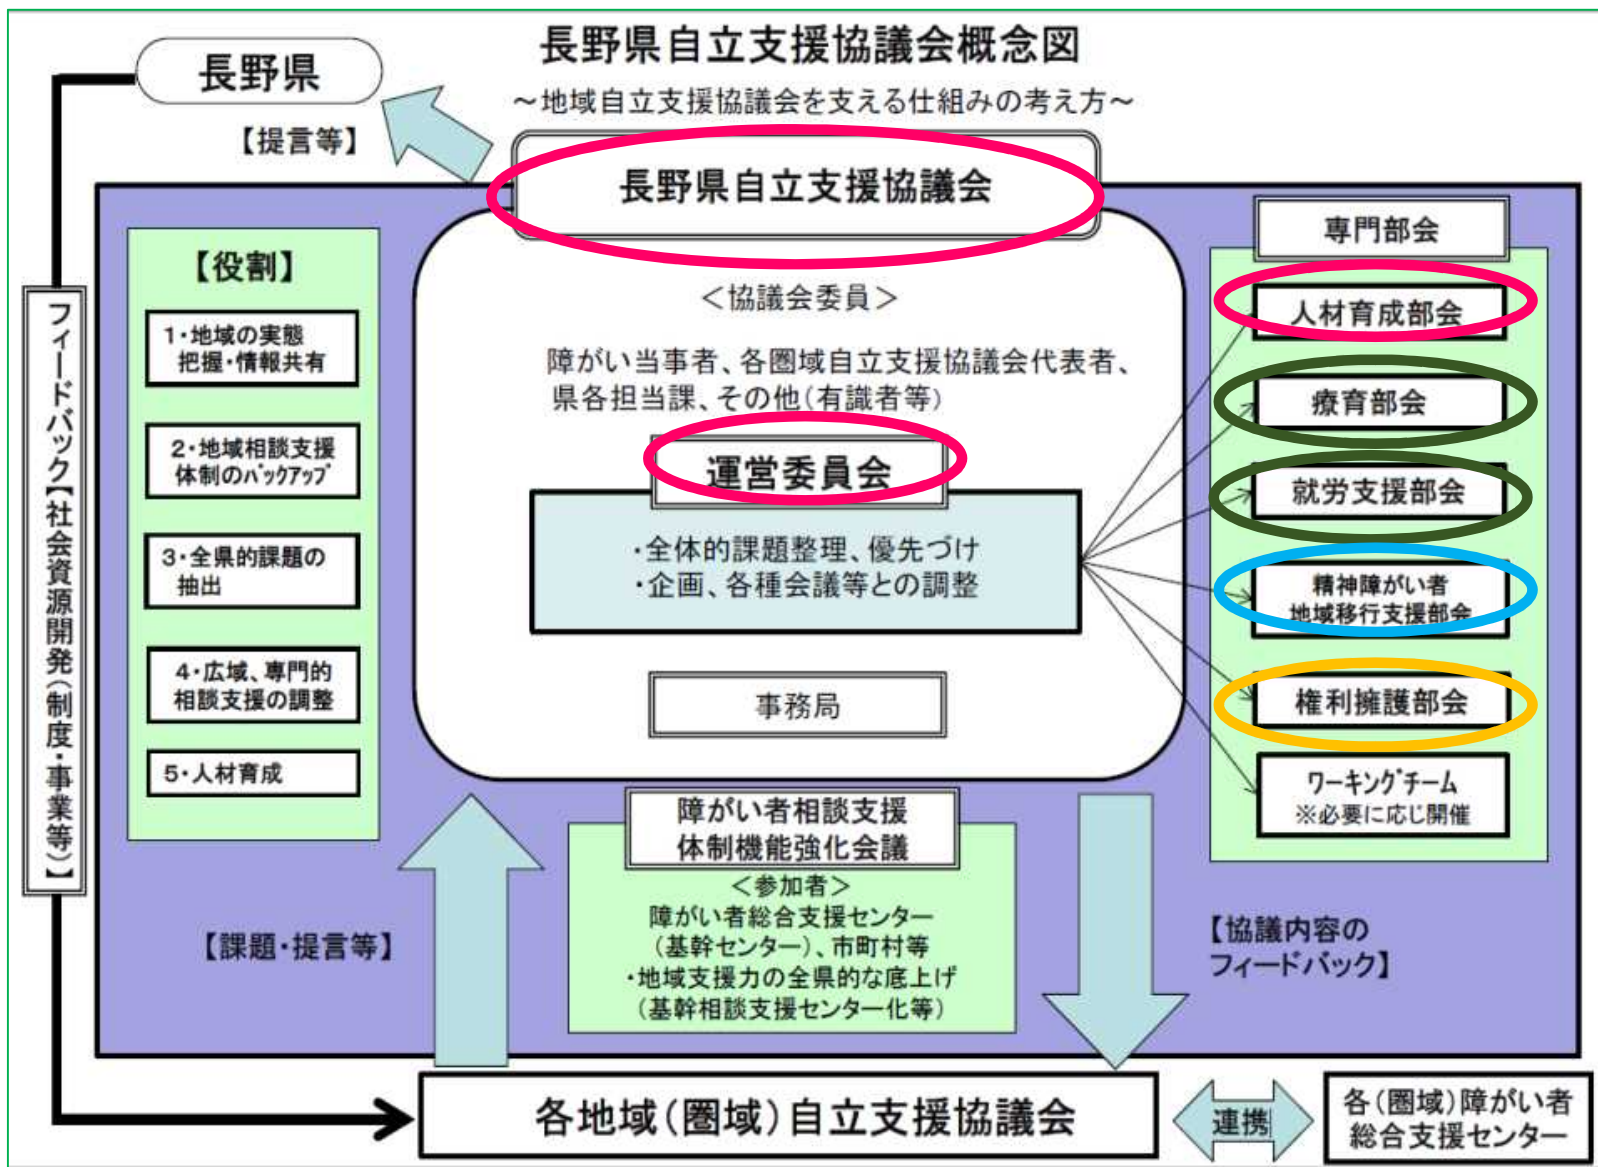 長野県自立支援協議会概念図
～地域自立支援協議会を支える仕組みの考え方～
長野県
【提言等】
長野県自立支援協議会
＜協議会委員＞
障がい当事者、各圏域自立支援協議会代表者、
県各担当課、その他(有識者等)
運営委員会
・全体的課題整理、優先づけ
・企画、各種会議等との調整
事務局
【役割】
1・地域の実態
把握・情報共有
2・地域相談支援
体制のバックアップ
3・全県的課題の
抽出
4・広域、専門的
相談支援の調整
5・人材育成
専門部会
人材育成部会
療育部会
就労支援部会
精神障がい者
地域移行支援部会
権利擁護部会
ワーキングチーム
※必要に応じ開催
フィードバック【社会資源開発(制度・事業等)】
障がい者相談支援
体制機能強化会議
＜参加者＞
障がい者総合支援センター
(基幹センター)、市町村等
・地域支援力の全県的な底上げ
(基幹相談支援センター化等)
【課題・提言等】
【協議内容の
フィードバック】
各地域(圏域)自立支援協議会
連携
各(圏域)障がい者
総合支援センター